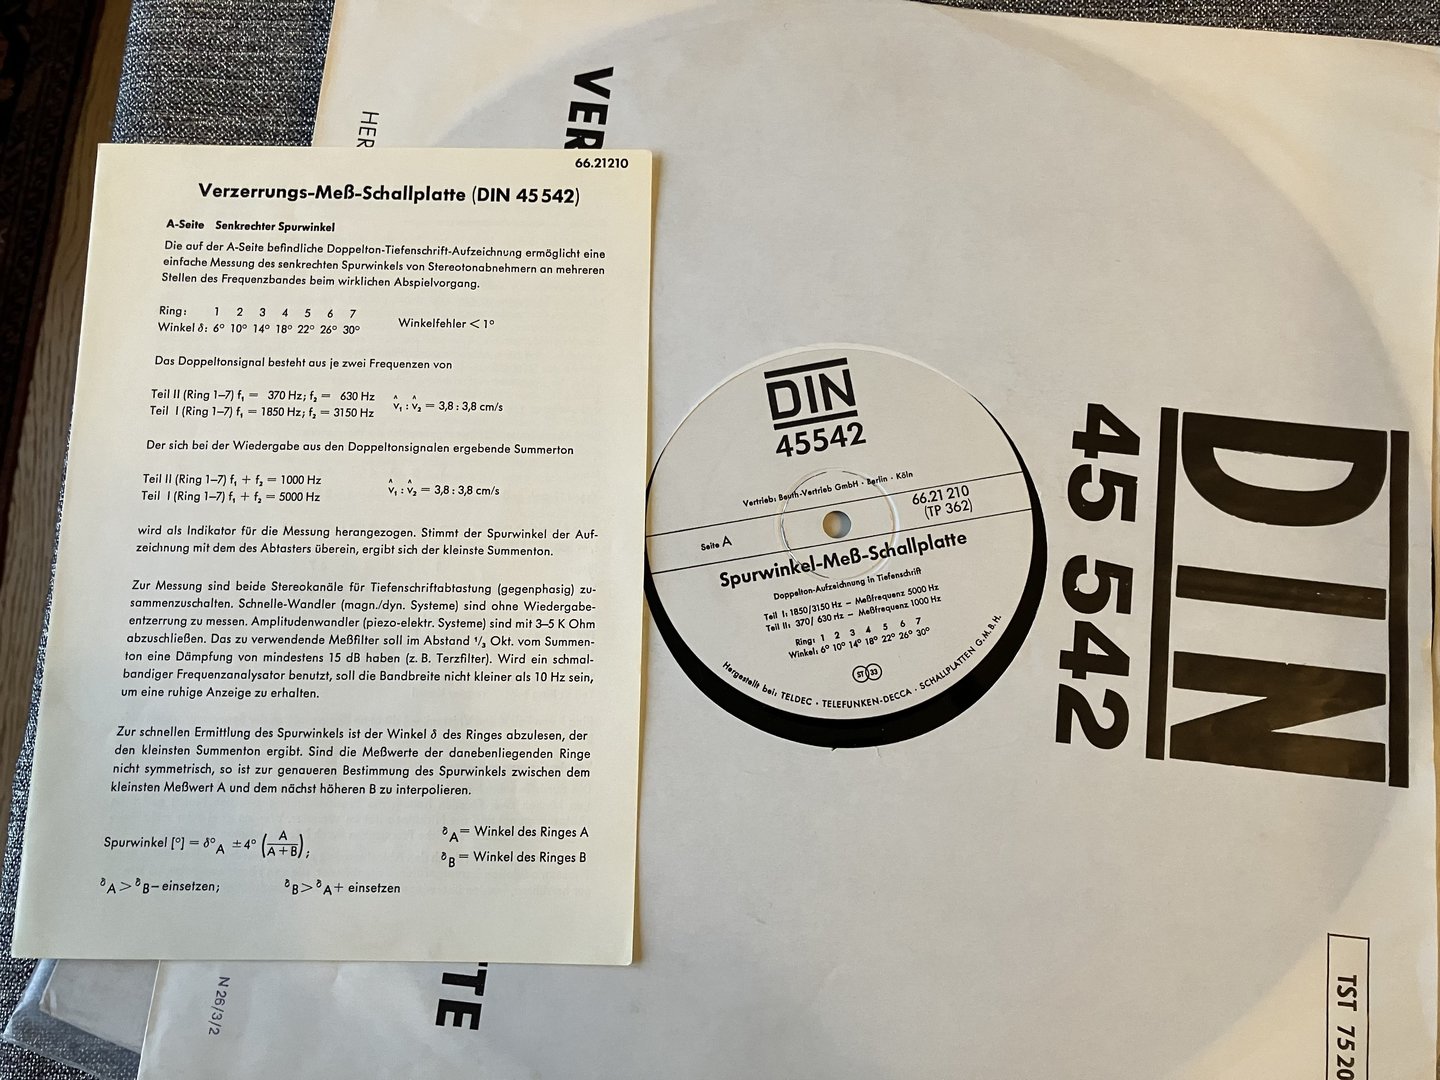 66.21210
Verzerrungs-Meß-Schallplatte (DIN 45 542)
A-Seite Senkrechter Spurwinkel
Die auf der A-Seite befindliche Doppelton-Tiefenschrift-Aufzeichnung ermöglicht eine
einfache Messung des senkrechten Spurwinkels von Stereotonabnehmern an mehreren
Stellen des Frequenzbandes beim wirklichen Abspielvorgang.
Ring: 1 2 3 4 5 6 7
Winkel δ: 6° 10° 14° 18° 22° 26° 30° Winkelfehler < 1°
Das Doppeltonsignal besteht aus je zwei Frequenzen von
Teil II (Ring 1–7) f₁ = 370 Hz; f₂ = 630 Hz
Teil I (Ring 1–7) f₁ = 1850 Hz; f₂ = 3150 Hz v̂₁ : v̂₂ = 3,8 : 3,8 cm/s
Der sich bei der Wiedergabe aus den Doppeltonsignalen ergebende Summerton
Teil II (Ring 1–7) f₁ + f₂ = 1000 Hz
Teil I (Ring 1–7) f₁ + f₂ = 5000 Hz v̂₁ : v̂₂ = 3,8 : 3,8 cm/s
wird als Indikator für die Messung herangezogen. Stimmt der Spurwinkel der Auf-
zeichnung mit dem des Abtasters überein, ergibt sich der kleinste Summenton.
Zur Messung sind beide Stereokanäle für Tiefenschriftabtastung (gegenphasig) zu-
sammenzuschalten. Schnelle-Wandler (magn./dyn. Systeme) sind ohne Wiedergabe-
entzerrung zu messen. Amplitudenwandler (piezo-elektr. Systeme) sind mit 3–5 K Ohm
abzuschließen. Das zu verwendende Meßfilter soll im Abstand ¹/₃ Okt. vom Summen-
ton eine Dämpfung von mindestens 15 dB haben (z. B. Terzfilter). Wird ein schmal-
bandiger Frequenzanalysator benutzt, soll die Bandbreite nicht kleiner als 10 Hz sein,
um eine ruhige Anzeige zu erhalten.
Zur schnellen Ermittlung des Spurwinkels ist der Winkel δ des Ringes abzulesen, der
den kleinsten Summenton ergibt. Sind die Meßwerte der danebenliegenden Ringe
nicht symmetrisch, so ist zur genaueren Bestimmung des Spurwinkels zwischen dem
kleinsten Meßwert A und dem nächst höheren B zu interpolieren.
Spurwinkel [°] = δ°A ± 4° (A / A + B);
δA = Winkel des Ringes A
δB = Winkel des Ringes B
δA > δB – einsetzen; δB > δA + einsetzen
HER
VER
TE
N 26/3/2
DIN
45542
Vertrieb: Beuth-Vertrieb GmbH · Berlin · Köln
66.21 210
(TP 362)
Seite A
Spurwinkel-Meß-Schallplatte
Doppelton-Aufzeichnung in Tiefenschrift
Teil I: 1850/3150 Hz – Meßfrequenz 5000 Hz
Teil II: 370/ 630 Hz – Meßfrequenz 1000 Hz
Ring: 1 2 3 4 5 6 7
Winkel: 6° 10° 14° 18° 22° 26° 30°
ST 33
Hergestellt bei: TELDEC · TELEFUNKEN-DECCA · SCHALLPLATTEN G.M.B.H.
DIN
45 542
TST 75 20